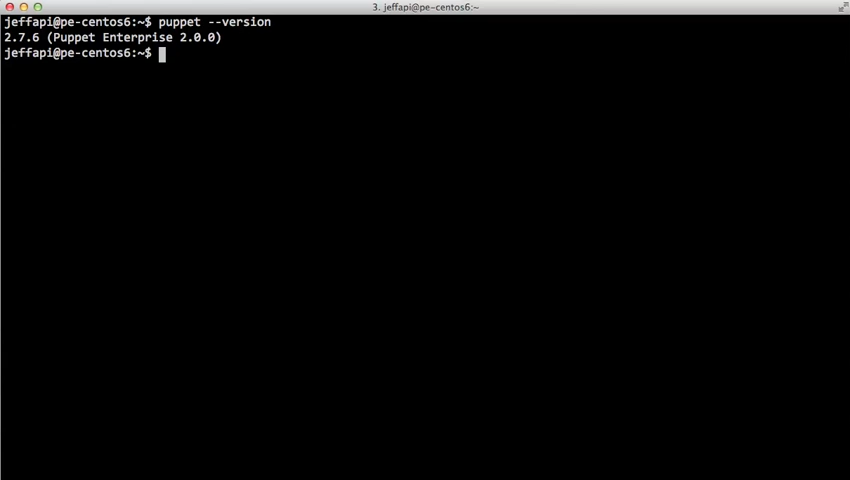 3. jeffapi@pe-centos6:~
jeffapi@pe-centos6:~$ puppet --version
2.7.6 (Puppet Enterprise 2.0.0)
jeffapi@pe-centos6:~$